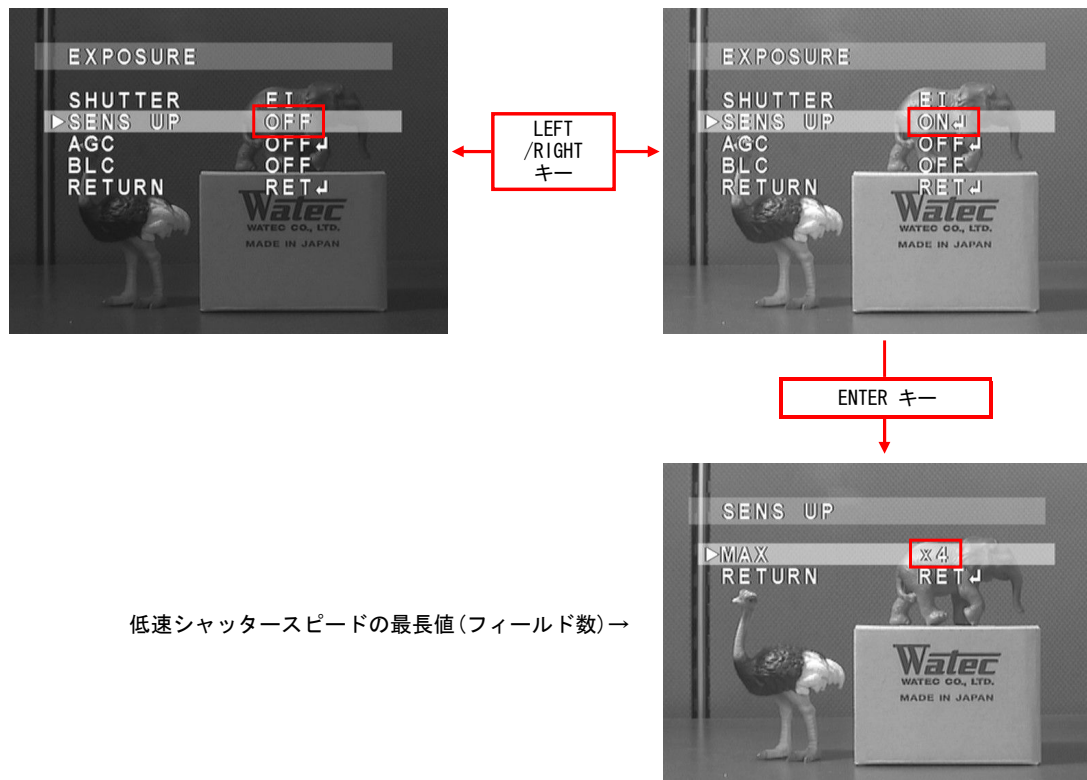 EXPOSURE
SHUTTER EI
▷SENS UP OFF
AGC OFF↲
BLC OFF
RETURN RET↲
Watec
WATEC CO., LTD.
MADE IN JAPAN
LEFT
/RIGHT
キー
EXPOSURE
SHUTTER EI
▷SENS UP ON↲
AGC OFF↲
BLC OFF
RETURN RET↲
Watec
WATEC CO., LTD.
MADE IN JAPAN
ENTER キー
SENS UP
▷MAX x4
RETURN RET↲
Watec
WATEC CO., LTD.
MADE IN JAPAN
低速シャッタースピードの最長値(フィールド数)→